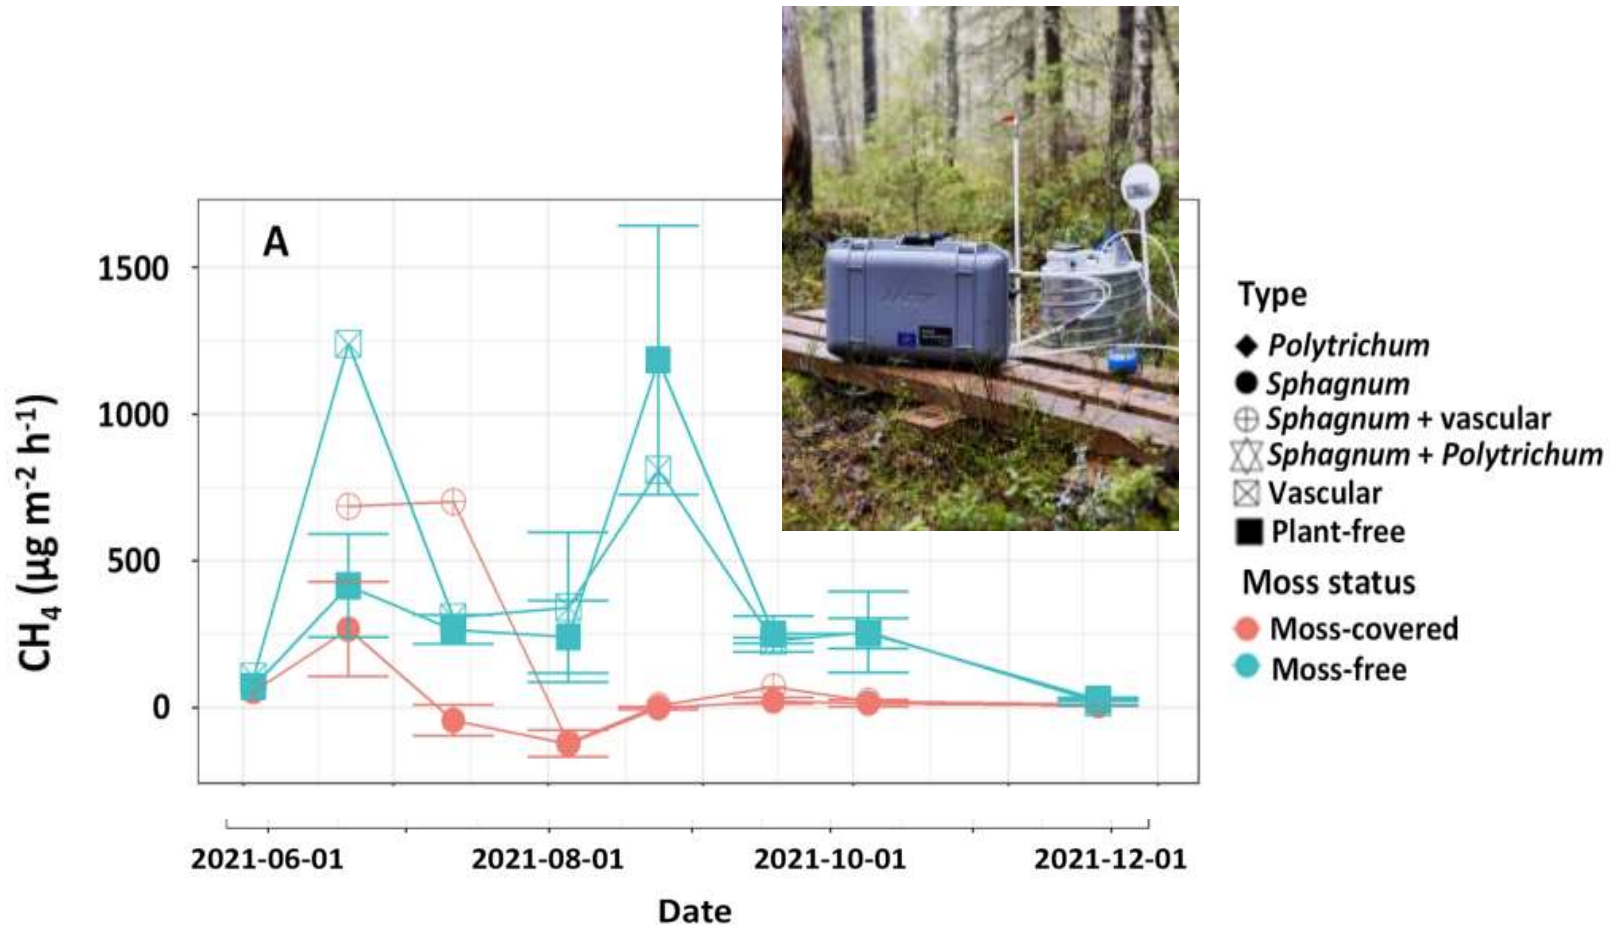 A
1500
1000
500
0
CH4 (µg m-2 h-1)
2021-06-01
2021-08-01
2021-10-01
2021-12-01
Date
Type
Polytrichum
Sphagnum
Sphagnum + vascular
Sphagnum + Polytrichum
Vascular
Plant-free
Moss status
Moss-covered
Moss-free